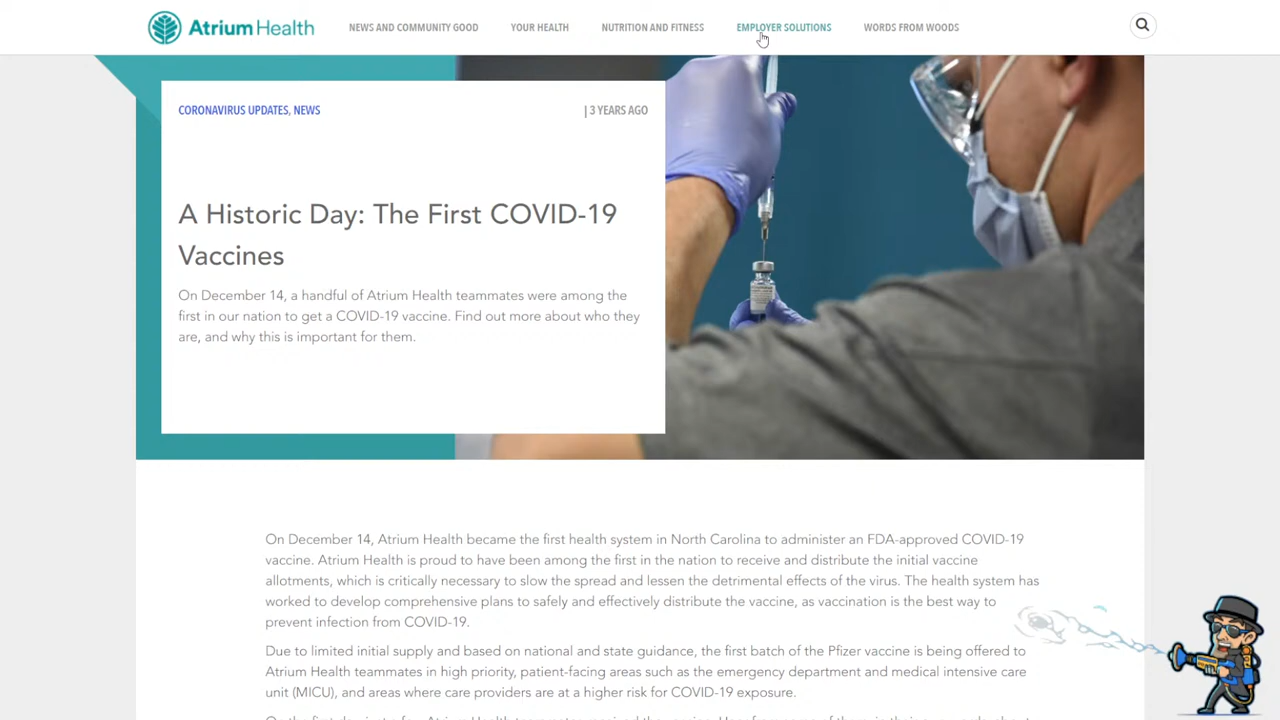 Atrium Health
NEWS AND COMMUNITY GOOD
YOUR HEALTH
NUTRITION AND FITNESS
EMPLOYER SOLUTIONS
WORDS FROM WOODS
CORONAVIRUS UPDATES, NEWS
| 3 YEARS AGO
A Historic Day: The First COVID-19
Vaccines
On December 14, a handful of Atrium Health teammates were among the
first in our nation to get a COVID-19 vaccine. Find out more about who they
are, and why this is important for them.
On December 14, Atrium Health became the first health system in North Carolina to administer an FDA-approved COVID-19
vaccine. Atrium Health is proud to have been among the first in the nation to receive and distribute the initial vaccine
allotments, which is critically necessary to slow the spread and lessen the detrimental effects of the virus. The health system has
worked to develop comprehensive plans to safely and effectively distribute the vaccine, as vaccination is the best way to
prevent infection from COVID-19.
Due to limited initial supply and based on national and state guidance, the first batch of the Pfizer vaccine is being offered to
Atrium Health teammates in high priority, patient-facing areas such as the emergency department and medical intensive care
unit (MICU), and areas where care providers are at a higher risk for COVID-19 exposure.